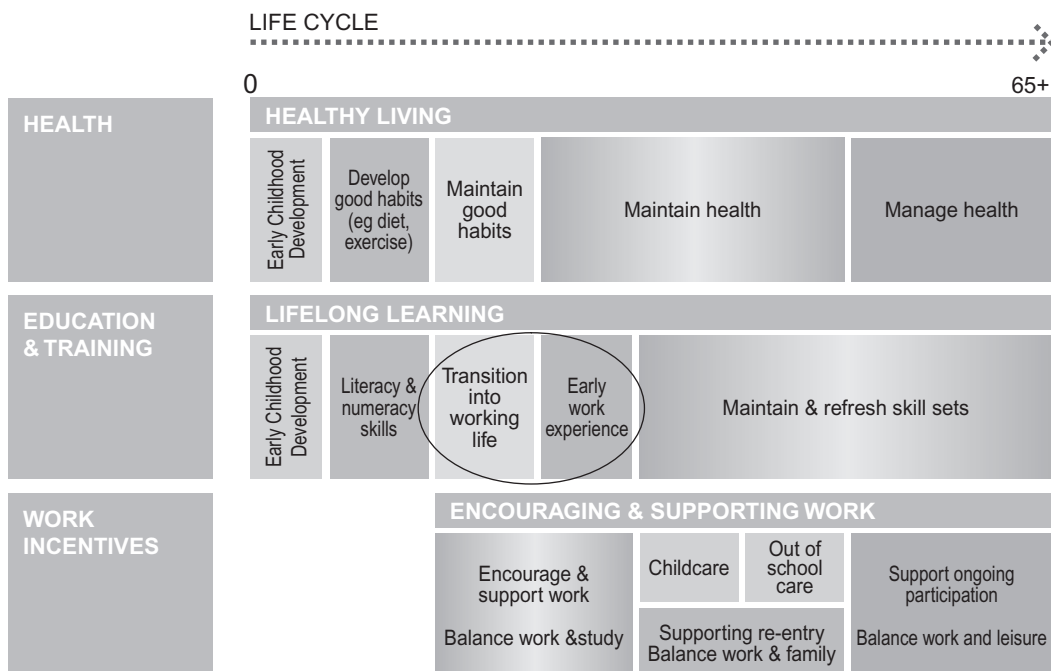 LIFE CYCLE
0
65+
HEALTH
HEALTHY LIVING
Early Childhood
Development
Develop
good habits
(eg diet,
exercise)
Maintain
good
habits
Maintain health
Manage health
EDUCATION
& TRAINING
LIFELONG LEARNING
Early Childhood
Development
Literacy &
numeracy
skills
Transition
into
working
life
Early
work
experience
Maintain & refresh skill sets
WORK
INCENTIVES
ENCOURAGING & SUPPORTING WORK
Encourage &
support work
Balance work &study
Childcare
Out of
school
care
Supporting re-entry
Balance work & family
Support ongoing
participation
Balance work and leisure